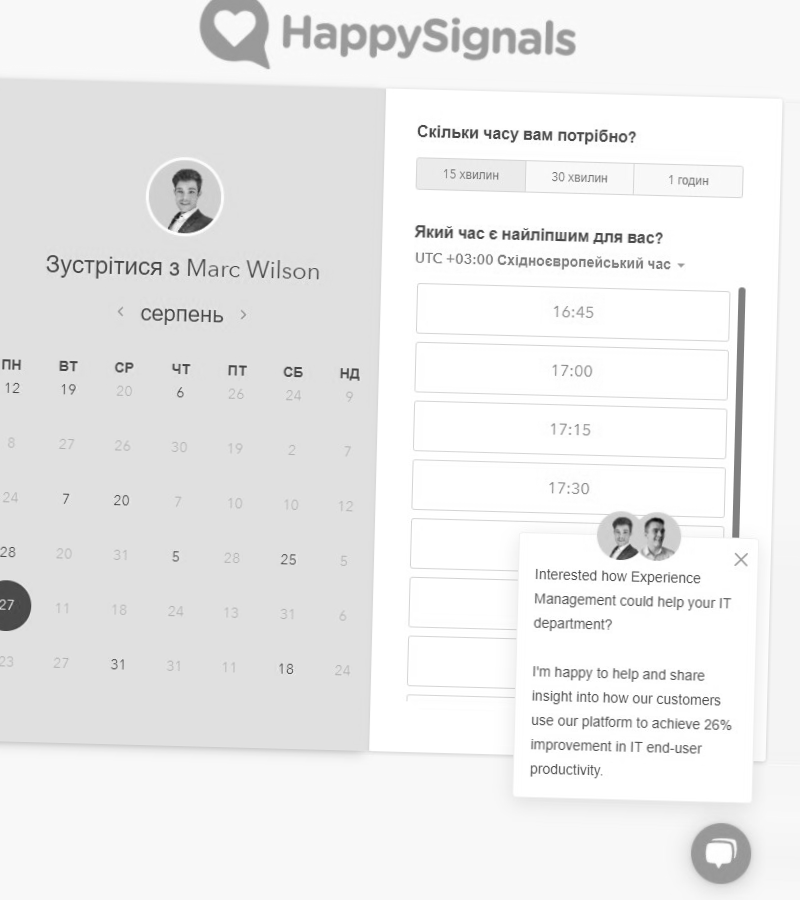 HappySignals
Зустрітися з Marc Wilson
серпень
ПН ВТ СР ЧТ ПТ СБ НД
12 19 20 6 26 24 9
8 27 26 30 19 2 7
24 7 20 7 10 10 12
28 20 31 5 28 25 5
27 11 18 24 13 31 6
23 27 31 31 11 18 24
Скільки часу вам потрібно?
15 хвилин 30 хвилин 1 годин
Який час є найліпшим для вас?
UTC +03:00 Східноєвропейський час
16:45
17:00
17:15
17:30
Interested how Experience
Management could help your IT
department?
I'm happy to help and share
insight into how our customers
use our platform to achieve 26%
improvement in IT end-user
productivity.